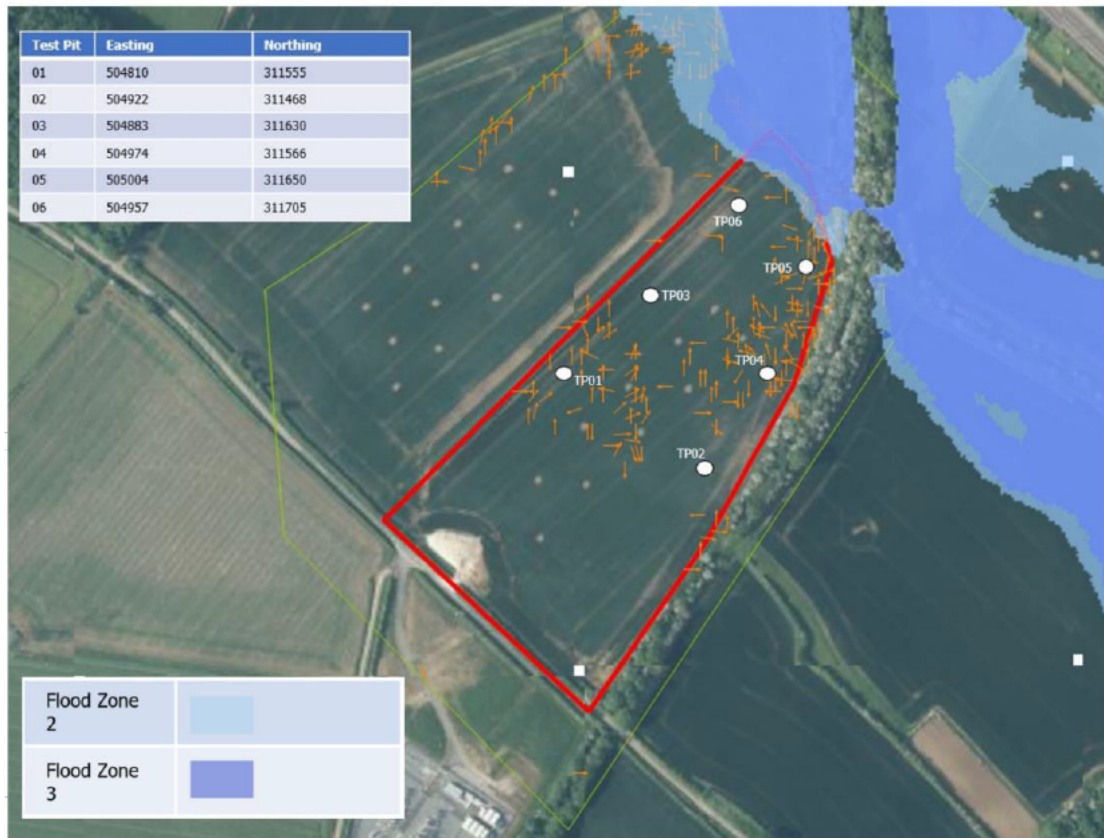 Test Pit Easting Northing
01 504810 311555
02 504922 311468
03 504883 311630
04 504974 311566
05 505004 311650
06 504957 311705
TP06
TP05
TP03
TP04
TP01
TP02
Flood Zone
2
Flood Zone
3